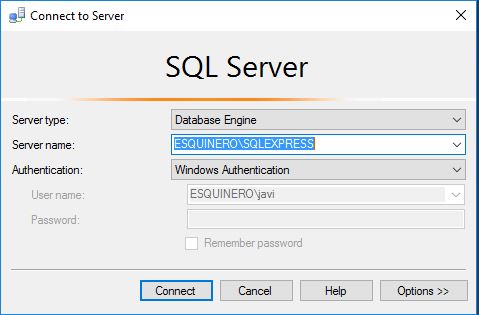 Connect to Server
SQL Server
Server type: Database Engine
Server name: ESQUINERO\SQLEXPRESS
Authentication: Windows Authentication
User name: ESQUINERO\javi
Password:
Remember password
Connect Cancel Help Options >>